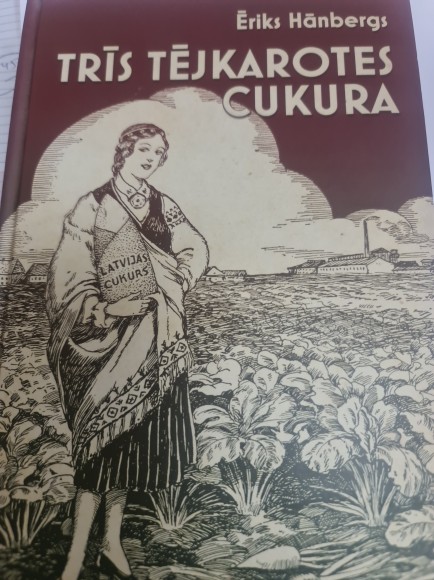 Ēriks Hānbergs
TRĪS TĒJKAROTES
CUKURA
LATVIJAS
CUKURS